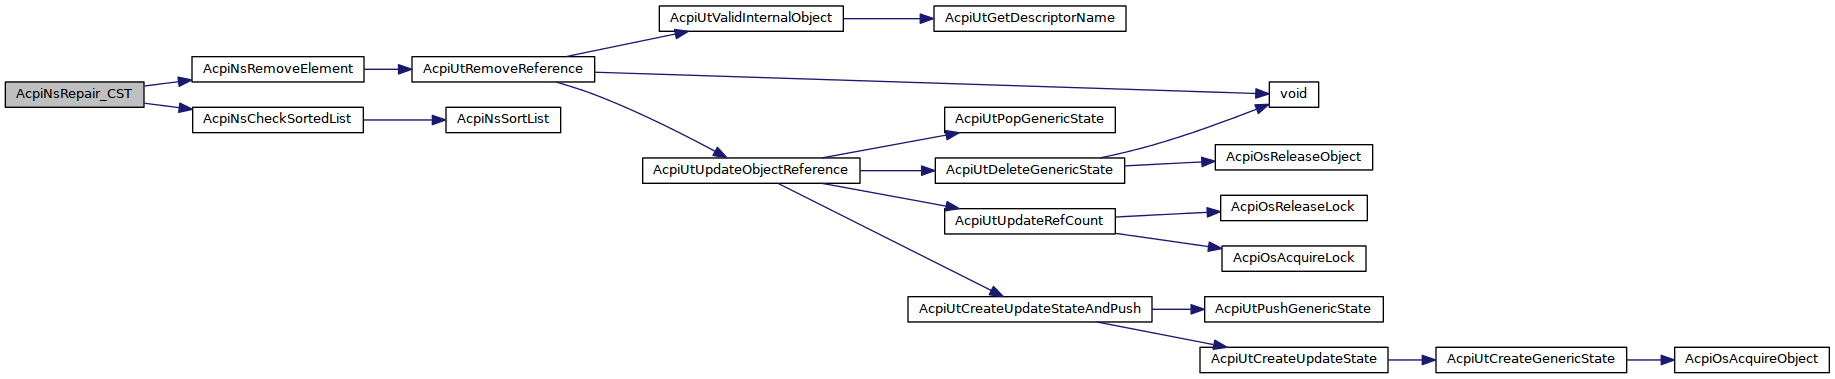 AcpiUtValidInternalObject
AcpiUtGetDescriptorName
AcpiNsRemoveElement
AcpiUtRemoveReference
AcpiNsRepair_CST
void
AcpiNsCheckSortedList
AcpiNsSortList
AcpiUtPopGenericState
AcpiOsReleaseObject
AcpiUtUpdateObjectReference
AcpiUtDeleteGenericState
AcpiOsReleaseLock
AcpiUtUpdateRefCount
AcpiOsAcquireLock
AcpiUtCreateUpdateStateAndPush
AcpiUtPushGenericState
AcpiUtCreateUpdateState
AcpiUtCreateGenericState
AcpiOsAcquireObject